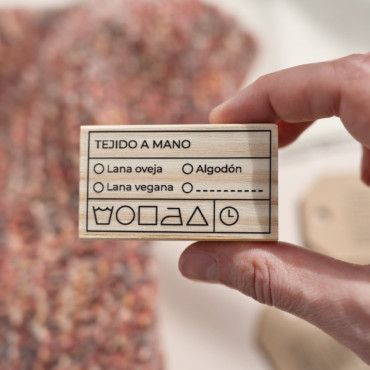 TEJIDO A MANO
Lana oveja Algodón
Lana vegana